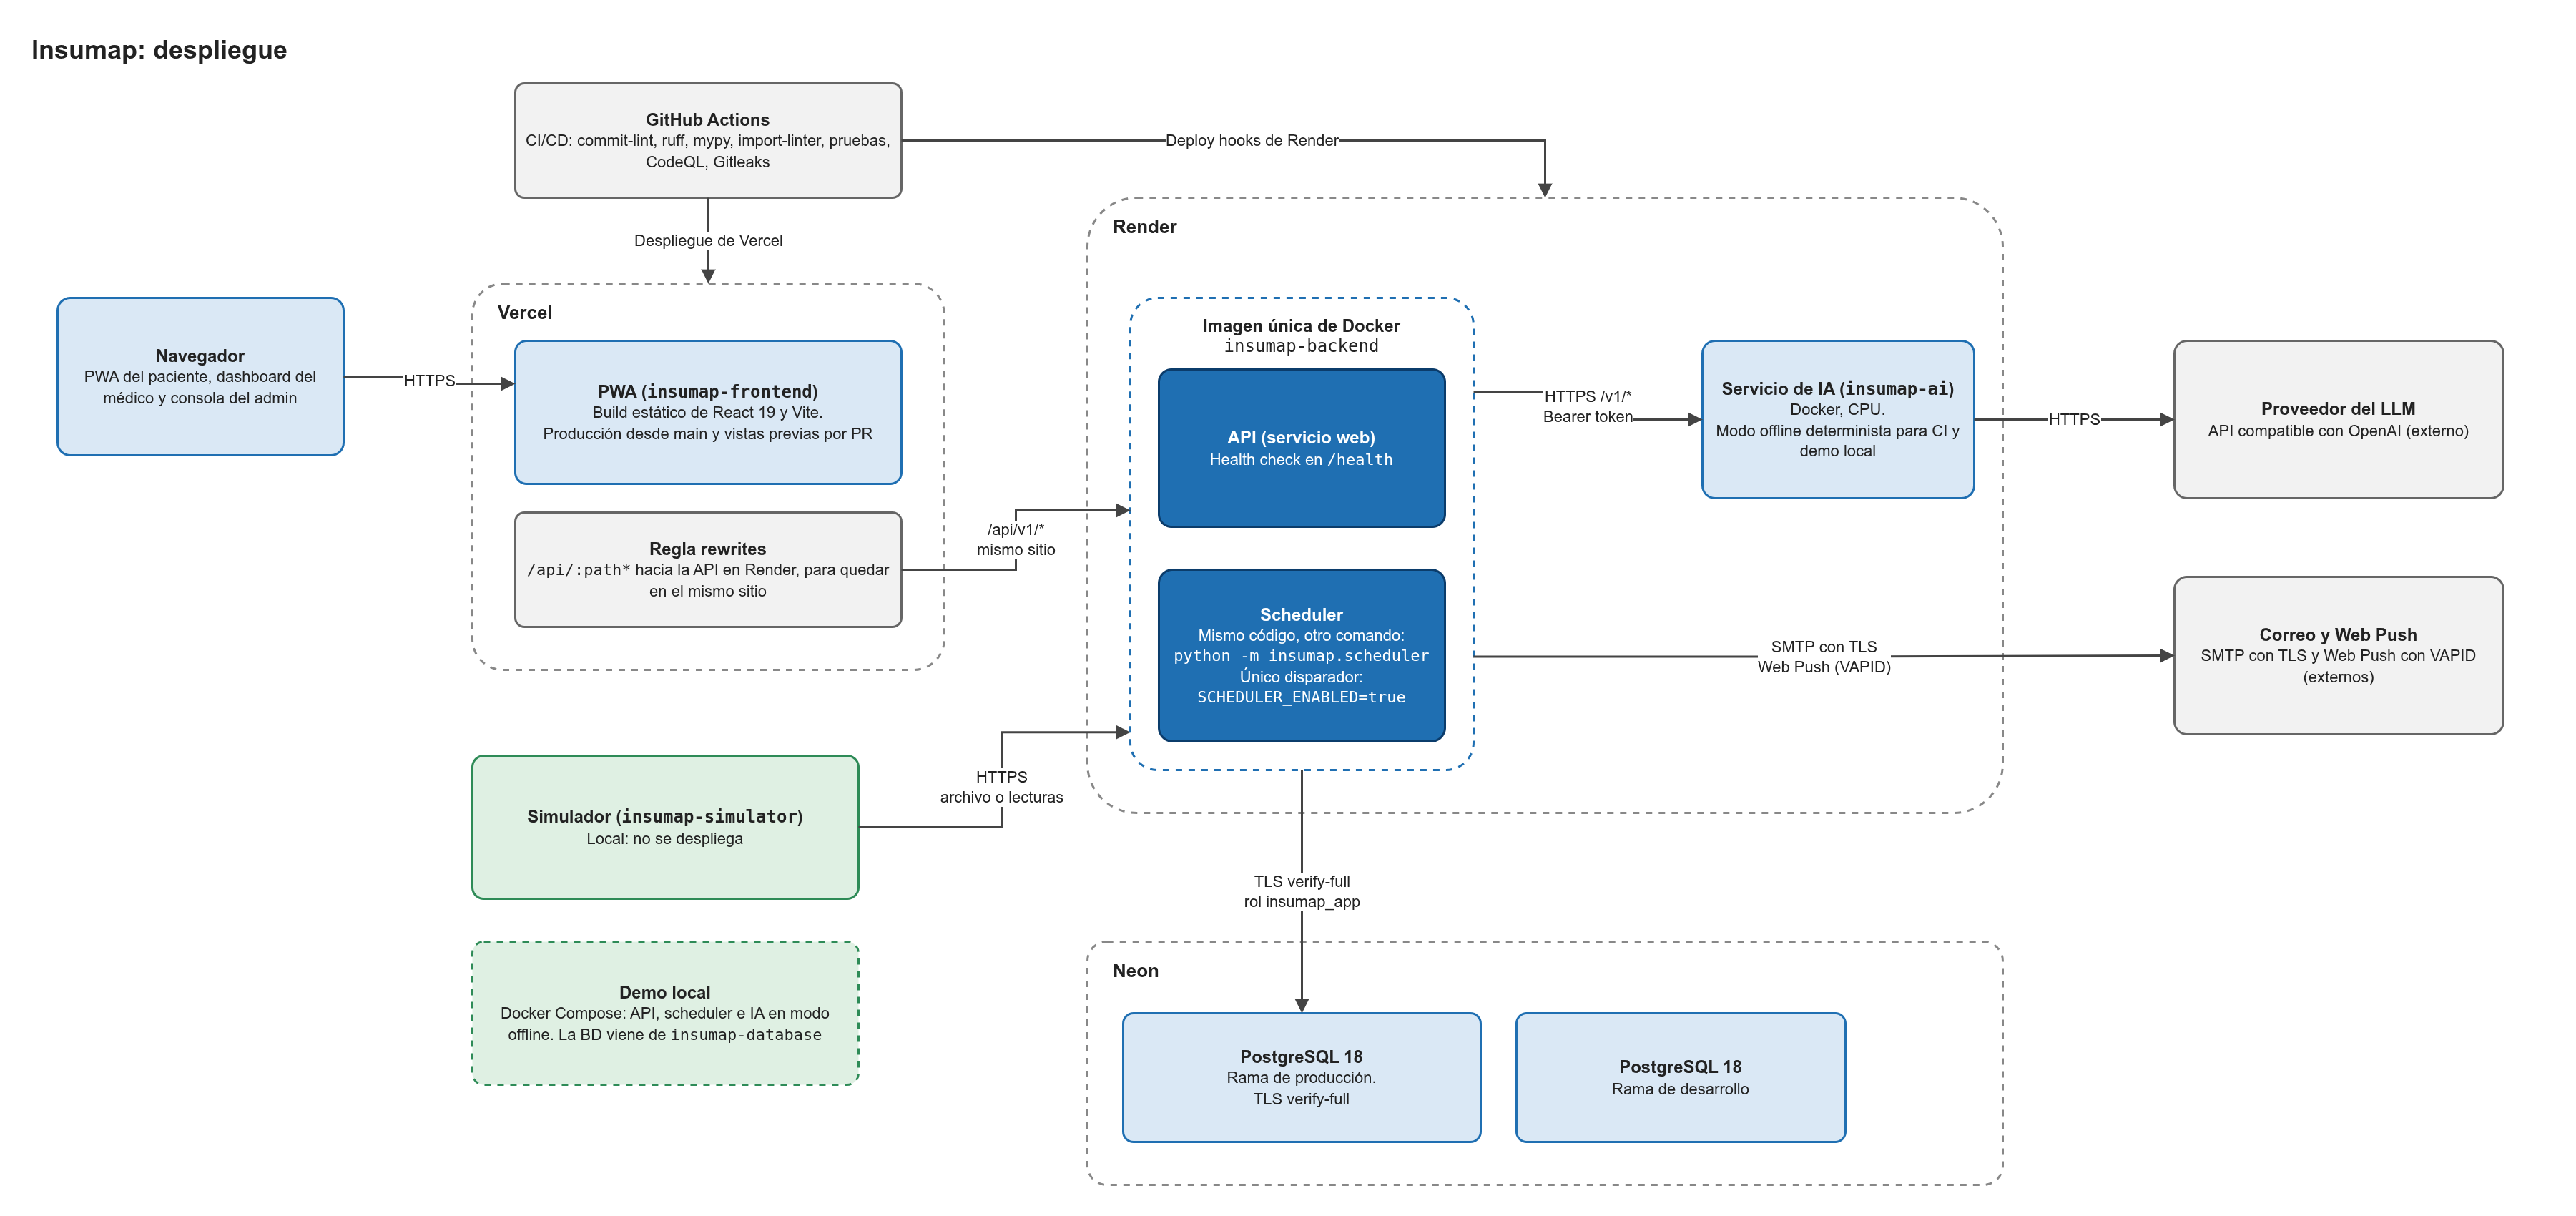 Insumap: despliegue
GitHub Actions
CI/CD: commit-lint, ruff, mypy, import-linter, pruebas,
CodeQL, Gitleaks
Deploy hooks de Render
Despliegue de Vercel
Navegador
PWA del paciente, dashboard del
médico y consola del admin
HTTPS
Vercel
PWA (insumap-frontend)
Build estático de React 19 y Vite.
Producción desde main y vistas previas por PR
Regla rewrites
/api/:path* hacia la API en Render, para quedar
en el mismo sitio
/api/v1/*
mismo sitio
Render
Imagen única de Docker
insumap-backend
API (servicio web)
Health check en /health
Scheduler
Mismo código, otro comando:
python -m insumap.scheduler
Único disparador:
SCHEDULER_ENABLED=true
HTTPS /v1/*
Bearer token
Servicio de IA (insumap-ai)
Docker, CPU.
Modo offline determinista para CI y
demo local
HTTPS
Proveedor del LLM
API compatible con OpenAI (externo)
SMTP con TLS
Web Push (VAPID)
Correo y Web Push
SMTP con TLS y Web Push con VAPID
(externos)
Simulador (insumap-simulator)
Local: no se despliega
HTTPS
archivo o lecturas
TLS verify-full
rol insumap_app
Demo local
Docker Compose: API, scheduler e IA en modo
offline. La BD viene de insumap-database
Neon
PostgreSQL 18
Rama de producción.
TLS verify-full
PostgreSQL 18
Rama de desarrollo